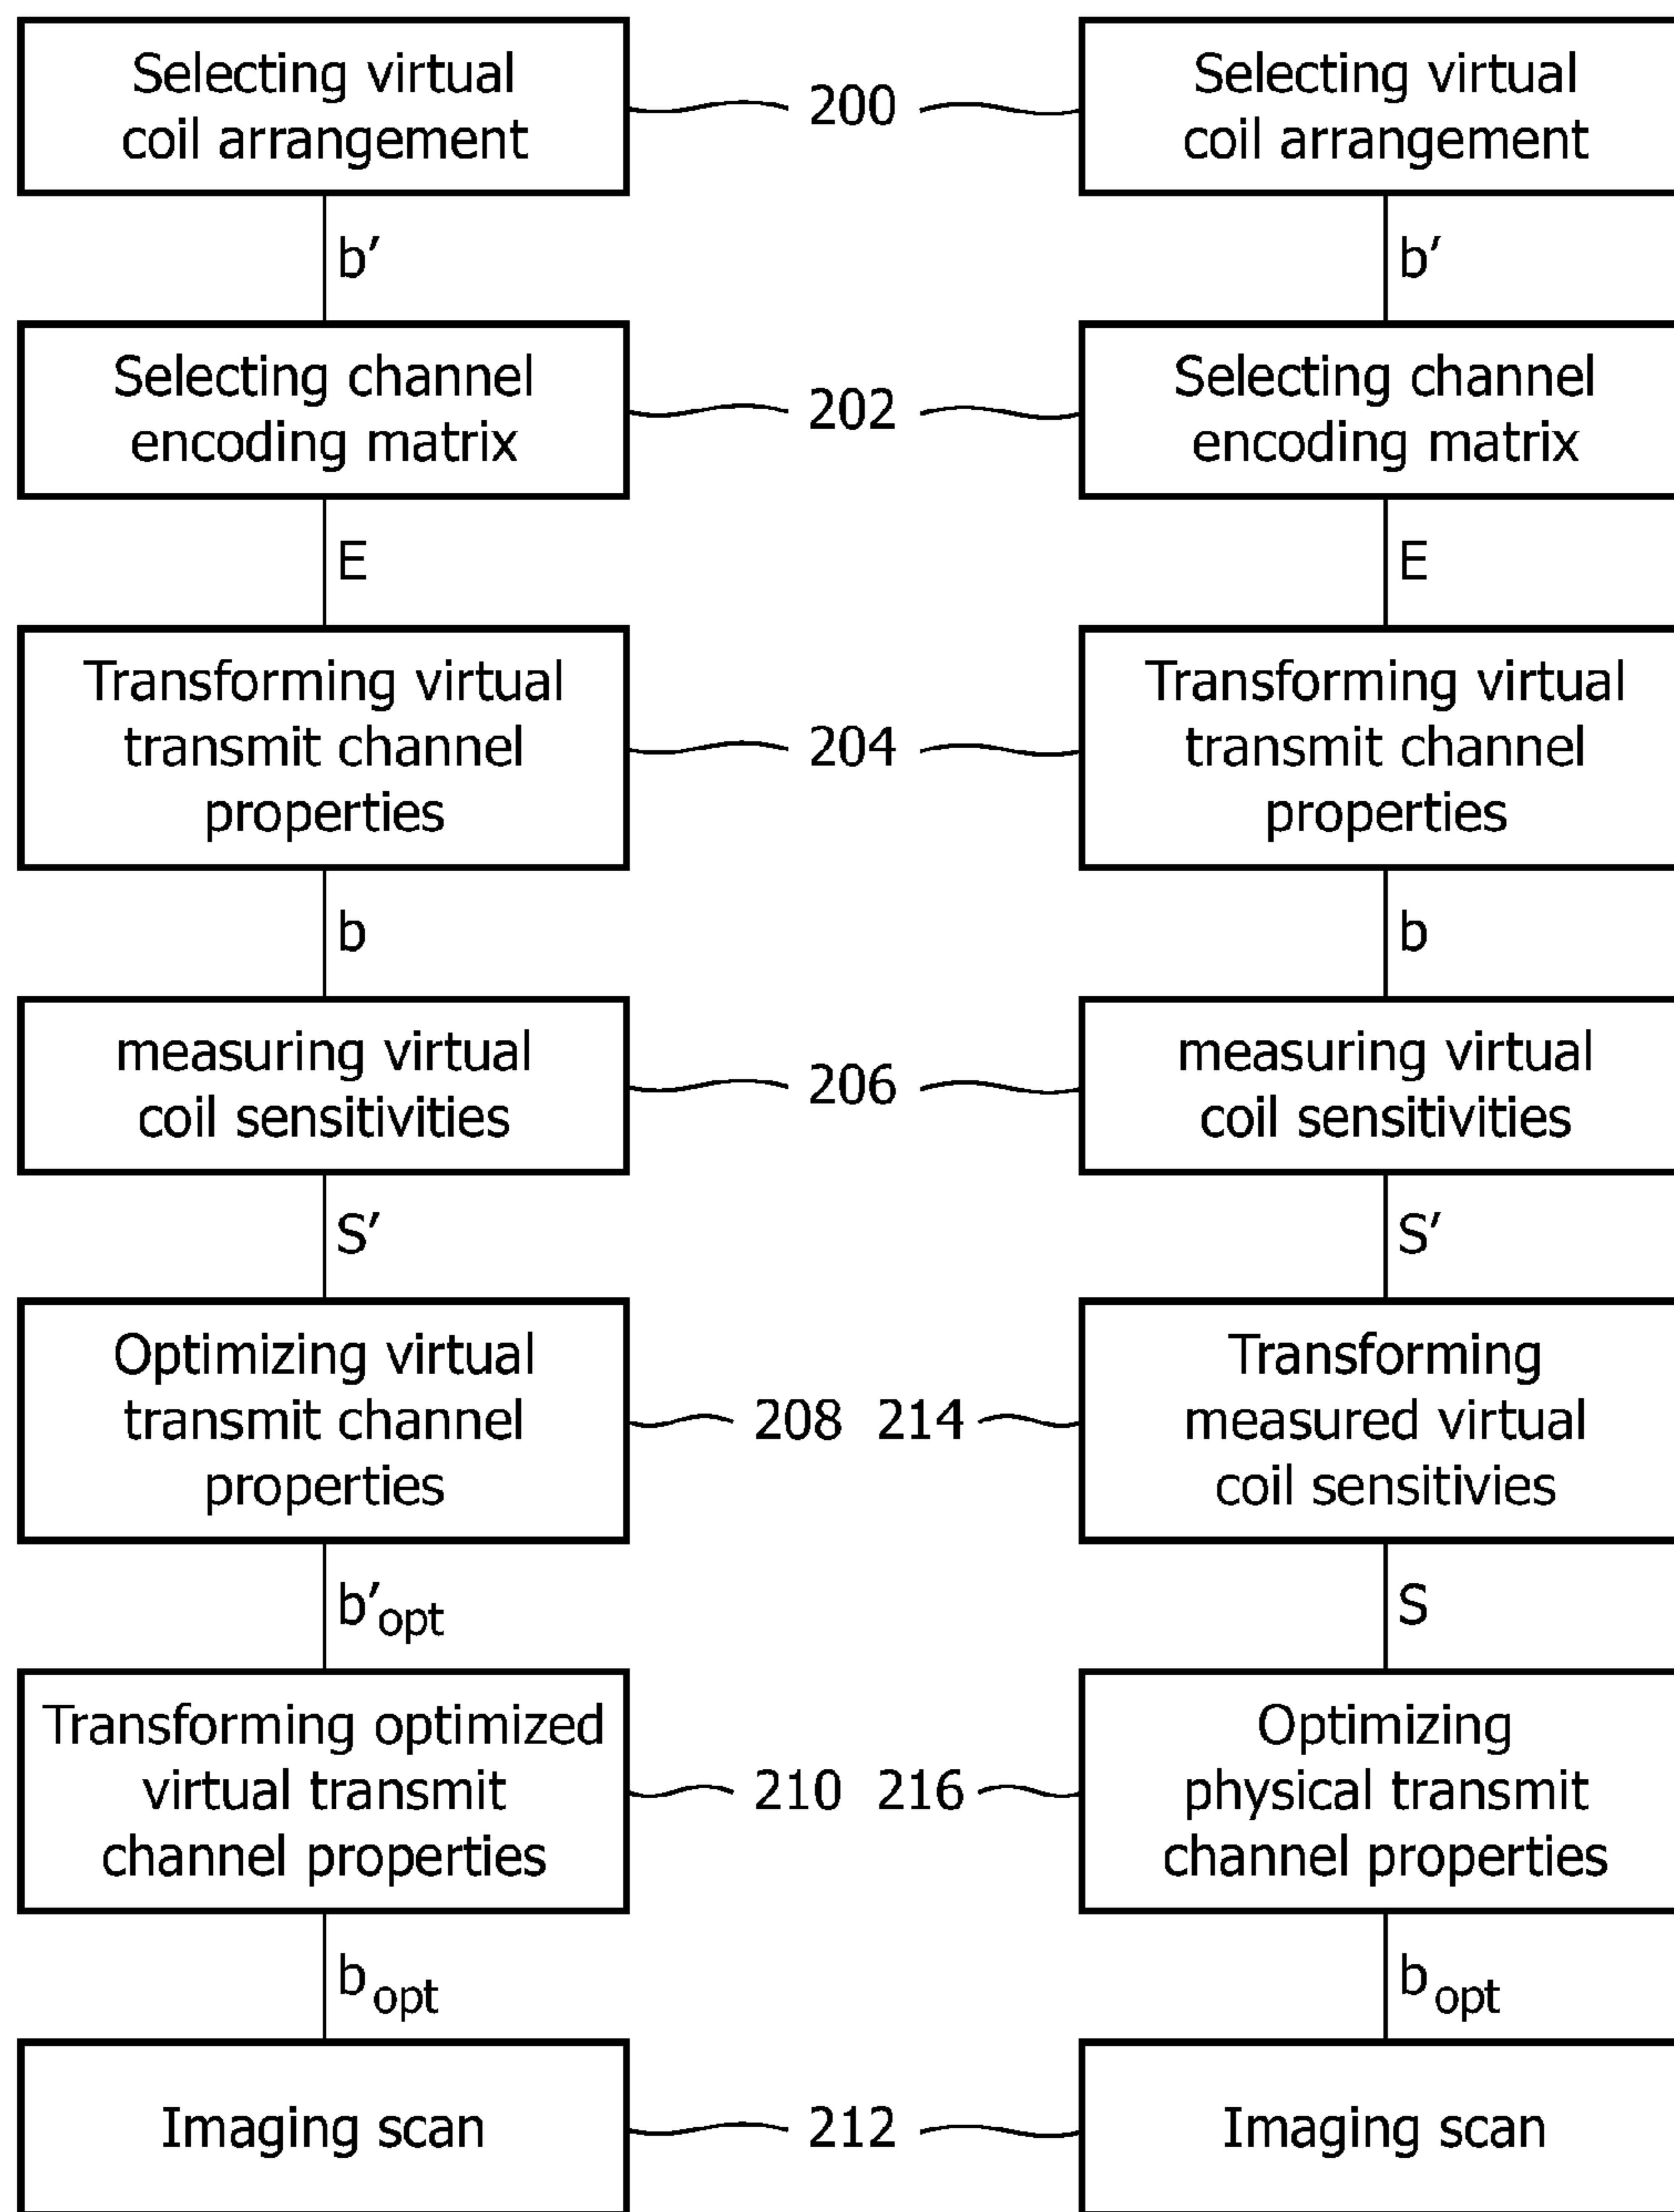 Selecting virtual
coil arrangement
200
Selecting virtual
coil arrangement
b’
b’
Selecting channel
encoding matrix
202
Selecting channel
encoding matrix
E
E
Transforming virtual
transmit channel
properties
204
Transforming virtual
transmit channel
properties
b
b
measuring virtual
coil sensitivities
206
measuring virtual
coil sensitivities
S’
S’
Optimizing virtual
transmit channel
properties
208
214
Transforming
measured virtual
coil sensitivies
b’opt
S
Transforming optimized
virtual transmit
channel properties
210
216
Optimizing
physical transmit
channel properties
bopt
bopt
Imaging scan
212
Imaging scan